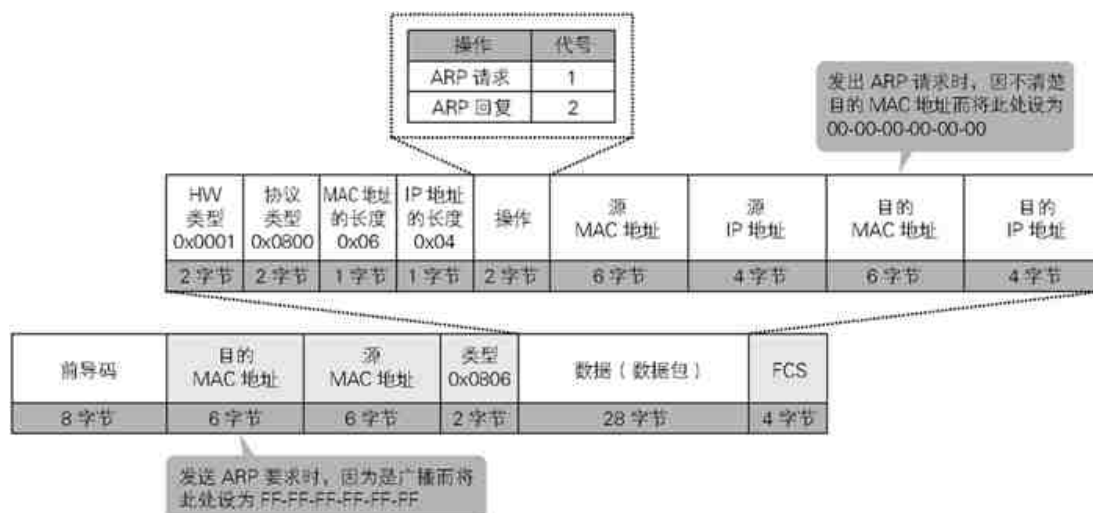 操作 代号
ARP 请求 1
ARP 回复 2
发出 ARP 请求时，因不清楚
目的 MAC 地址而将此处设为
00-00-00-00-00-00
HW
类型
0x0001
协议
类型
0x0800
MAC 地址
的长度
0x06
IP 地址
的长度
0x04
操作
源
MAC 地址
源
IP 地址
目的
MAC 地址
目的
IP 地址
2 字节 2 字节 1 字节 1 字节 2 字节 6 字节 4 字节 6 字节 4 字节
前导码
目的
MAC 地址
源
MAC 地址
类型
0x0806
数据（数据包）
FCS
8 字节 6 字节 6 字节 2 字节 28 字节 4 字节
发送 ARP 要求时，因为是广播而将
此处设为 FF-FF-FF-FF-FF-FF